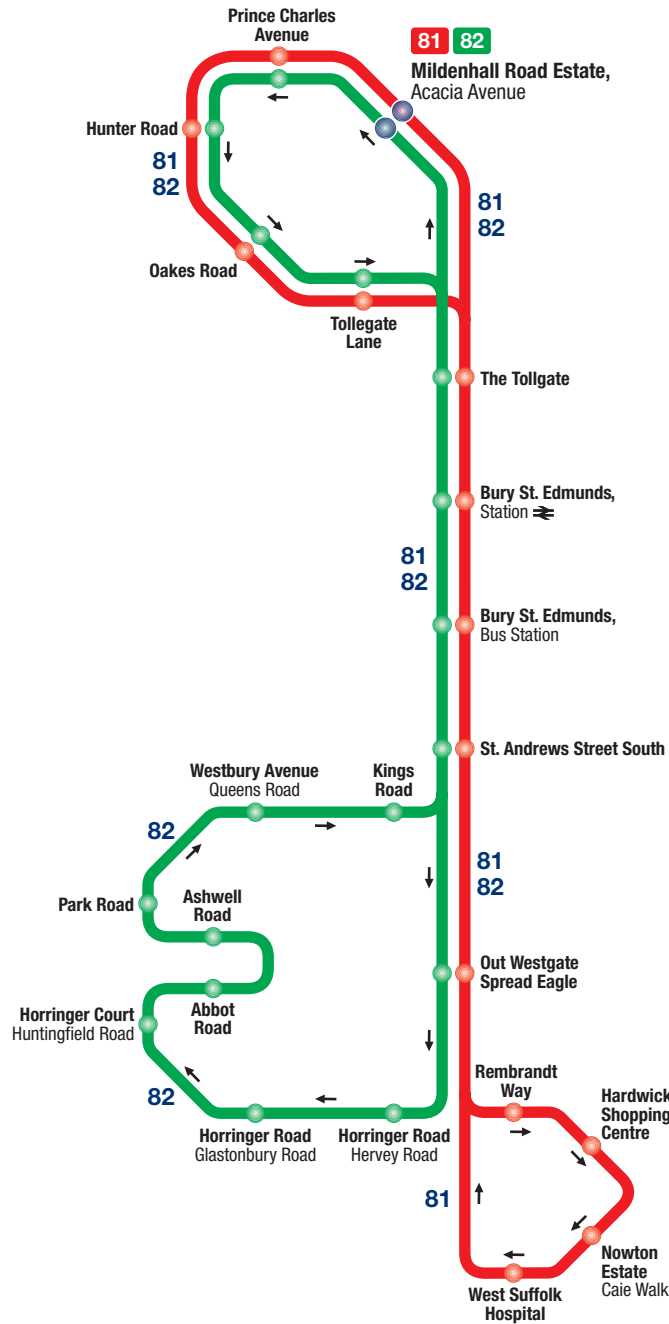 Prince Charles
Avenue
81 82
Mildenhall Road Estate,
Acacia Avenue
Hunter Road
81
82
81
82
Oakes Road
Tollegate
Lane
The Tollgate
Bury St. Edmunds,
Station
81
82
Bury St. Edmunds,
Bus Station
St. Andrews Street South
Westbury Avenue
Queens Road
Kings
Road
82
81
82
Park Road
Ashwell
Road
Out Westgate
Spread Eagle
Abbot
Road
Horringer Court
Huntingfield Road
82
Rembrandt
Way
Hardwick
Shopping
Centre
Horringer Road
Glastonbury Road
Horringer Road
Hervey Road
81
Nowton
Estate
Caie Walk
West Suffolk
Hospital